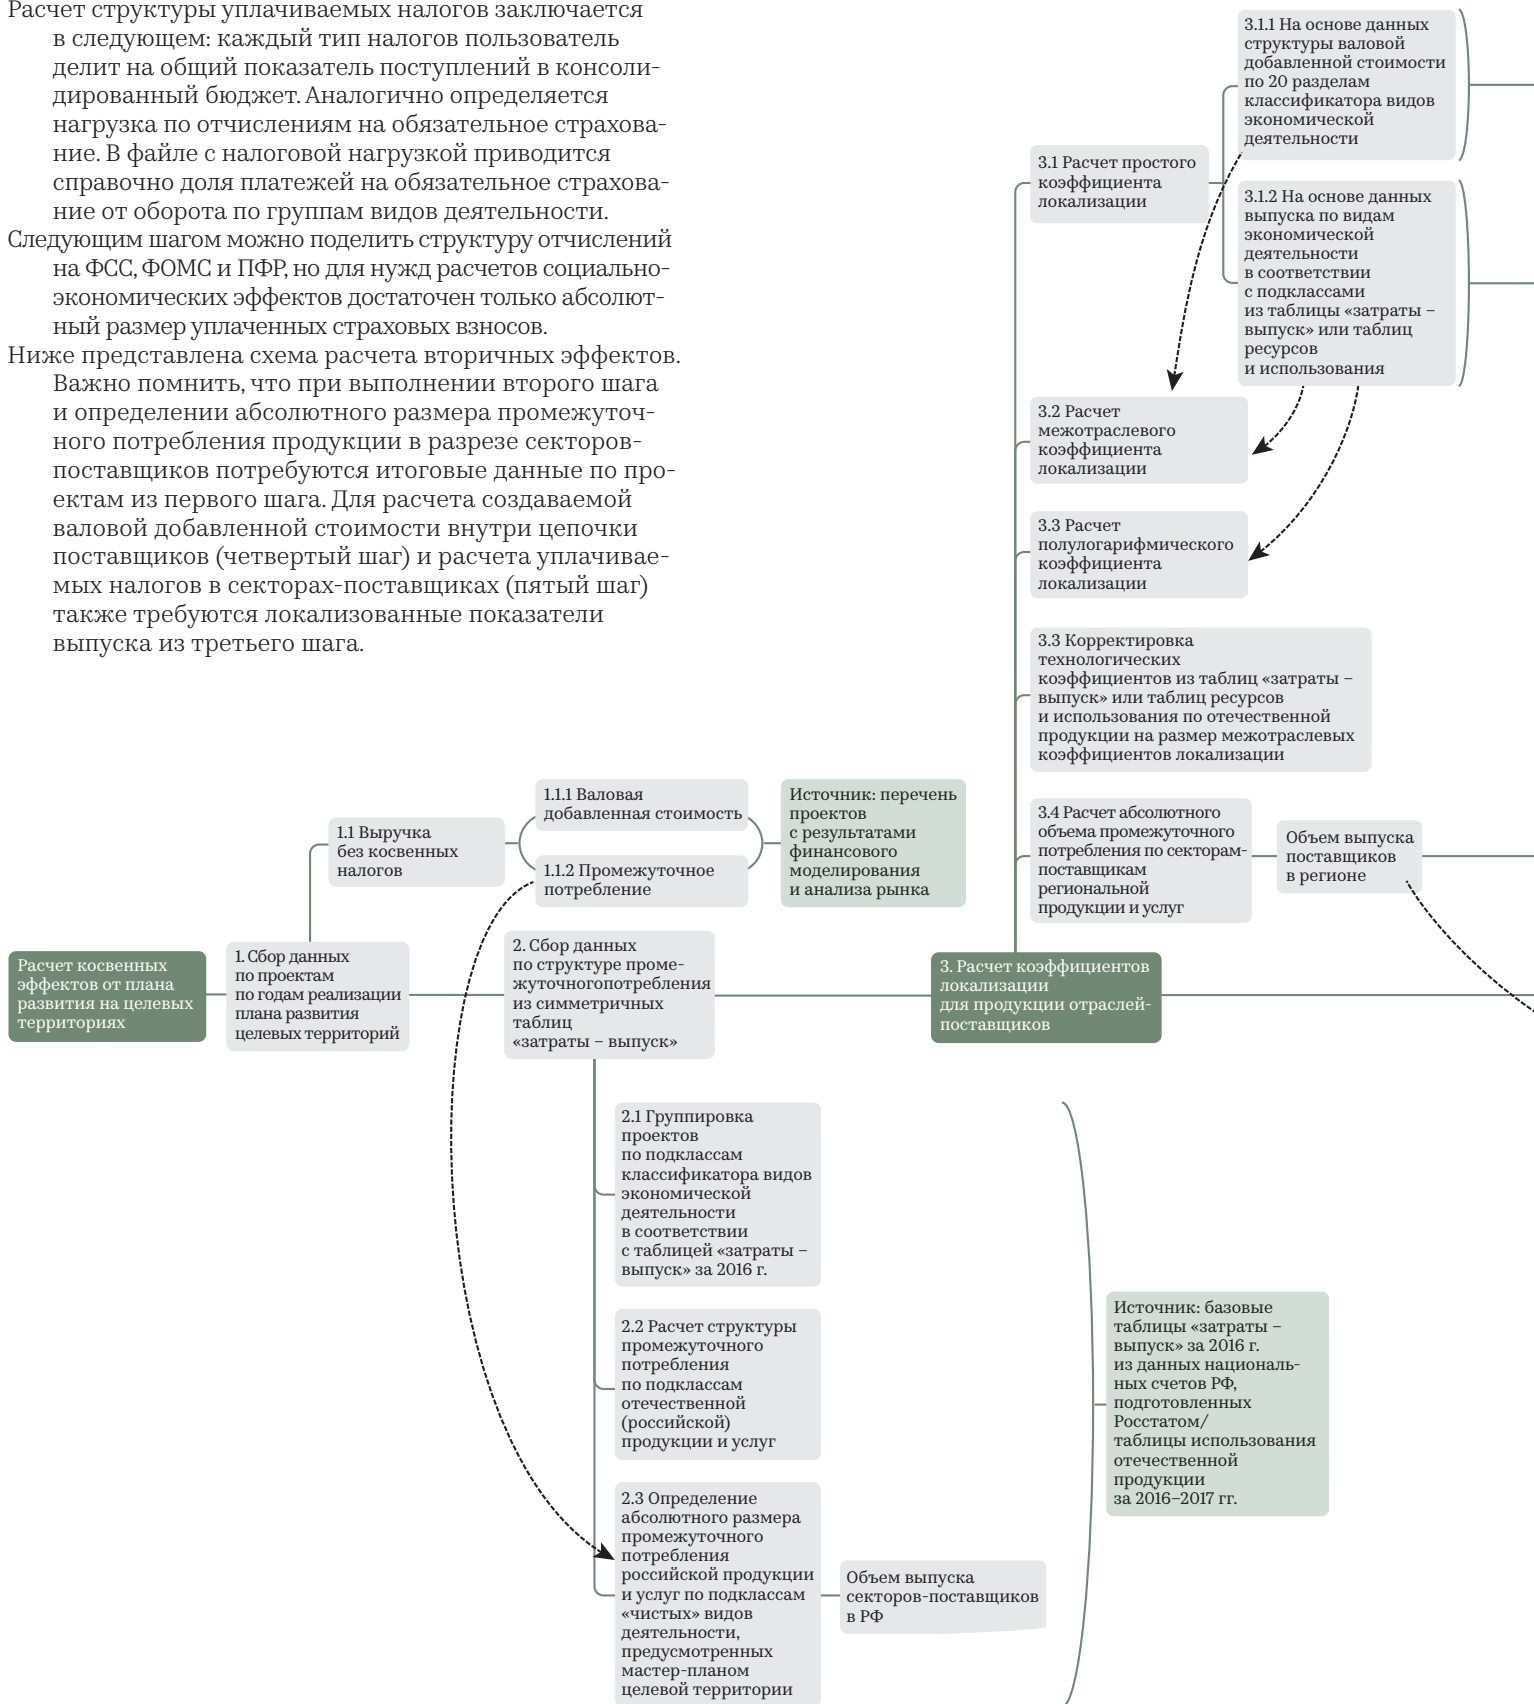 Расчет структуры уплачиваемых налогов заключается
в следующем: каждый тип налогов пользователь
делит на общий показатель поступлений в консоли-
дированный бюджет. Аналогично определяется
нагрузка по отчислениям на обязательное страхова-
ние. В файле с налоговой нагрузкой приводится
справочно доля платежей на обязательное страхова-
ние от оборота по группам видов деятельности.
Следующим шагом можно поделить структуру отчислений
на ФСС, ФОМС и ПФР, но для нужд расчетов социально-
экономических эффектов достаточен только абсолют-
ный размер уплаченных страховых взносов.
Ниже представлена схема расчета вторичных эффектов.
Важно помнить, что при выполнении второго шага
и определении абсолютного размера промежуточ-
ного потребления продукции в разрезе секторов-
поставщиков потребуются итоговые данные по про-
ектам из первого шага. Для расчета создаваемой
валовой добавленной стоимости внутри цепочки
поставщиков (четвертый шаг) и расчета уплачивае-
мых налогов в секторах-поставщиках (пятый шаг)
также требуются локализованные показатели
выпуска из третьего шага.
Расчет косвенных
эффектов от плана
развития на целевых
территориях
1. Сбор данных
по проектам
по годам реализации
плана развития
целевых территорий
1.1 Выручка
без косвенных
налогов
1.1.1 Валовая
добавленная стоимость
1.1.2 Промежуточное
потребление
Источник: перечень
проектов
с результатами
финансового
моделирования
и анализа рынка
2. Сбор данных
по структуре проме-
жуточногопотребления
из симметричных
таблиц
«затраты – выпуск»
2.1 Группировка
проектов
по подклассам
классификатора видов
экономической
деятельности
в соответствии
с таблицей «затраты –
выпуск» за 2016 г.
2.2 Расчет структуры
промежуточного
потребления
по подклассам
отечественной
(российской)
продукции и услуг
2.3 Определение
абсолютного размера
промежуточного
потребления
российской продукции
и услуг по подклассам
«чистых» видов
деятельности,
предусмотренных
мастер-планом
целевой территории
Объем выпуска
секторов-поставщиков
в РФ
Источник: базовые
таблицы «затраты –
выпуск» за 2016 г.
из данных националь-
ных счетов РФ,
подготовленных
Росстатом/
таблицы использования
отечественной
продукции
за 2016–2017 гг.
3. Расчет коэффициентов
локализации
для продукции отраслей-
поставщиков
3.1 Расчет простого
коэффициента
локализации
3.1.1 На основе данных
структуры валовой
добавленной стоимости
по 20 разделам
классификатора видов
экономической
деятельности
3.1.2 На основе данных
выпуска по видам
экономической
деятельности
в соответствии
с подклассами
из таблицы «затраты –
выпуск» или таблиц
ресурсов
и использования
3.2 Расчет
межотраслевого
коэффициента
локализации
3.3 Расчет
полулогарифмического
коэффициента
локализации
3.3 Корректировка
технологических
коэффициентов из таблиц «затраты –
выпуск» или таблиц ресурсов
и использования по отечественной
продукции на размер межотраслевых
коэффициентов локализации
3.4 Расчет абсолютного
объема промежуточного
потребления по секторам-
поставщикам
региональной
продукции и услуг
Объем выпуска
поставщиков
в регионе